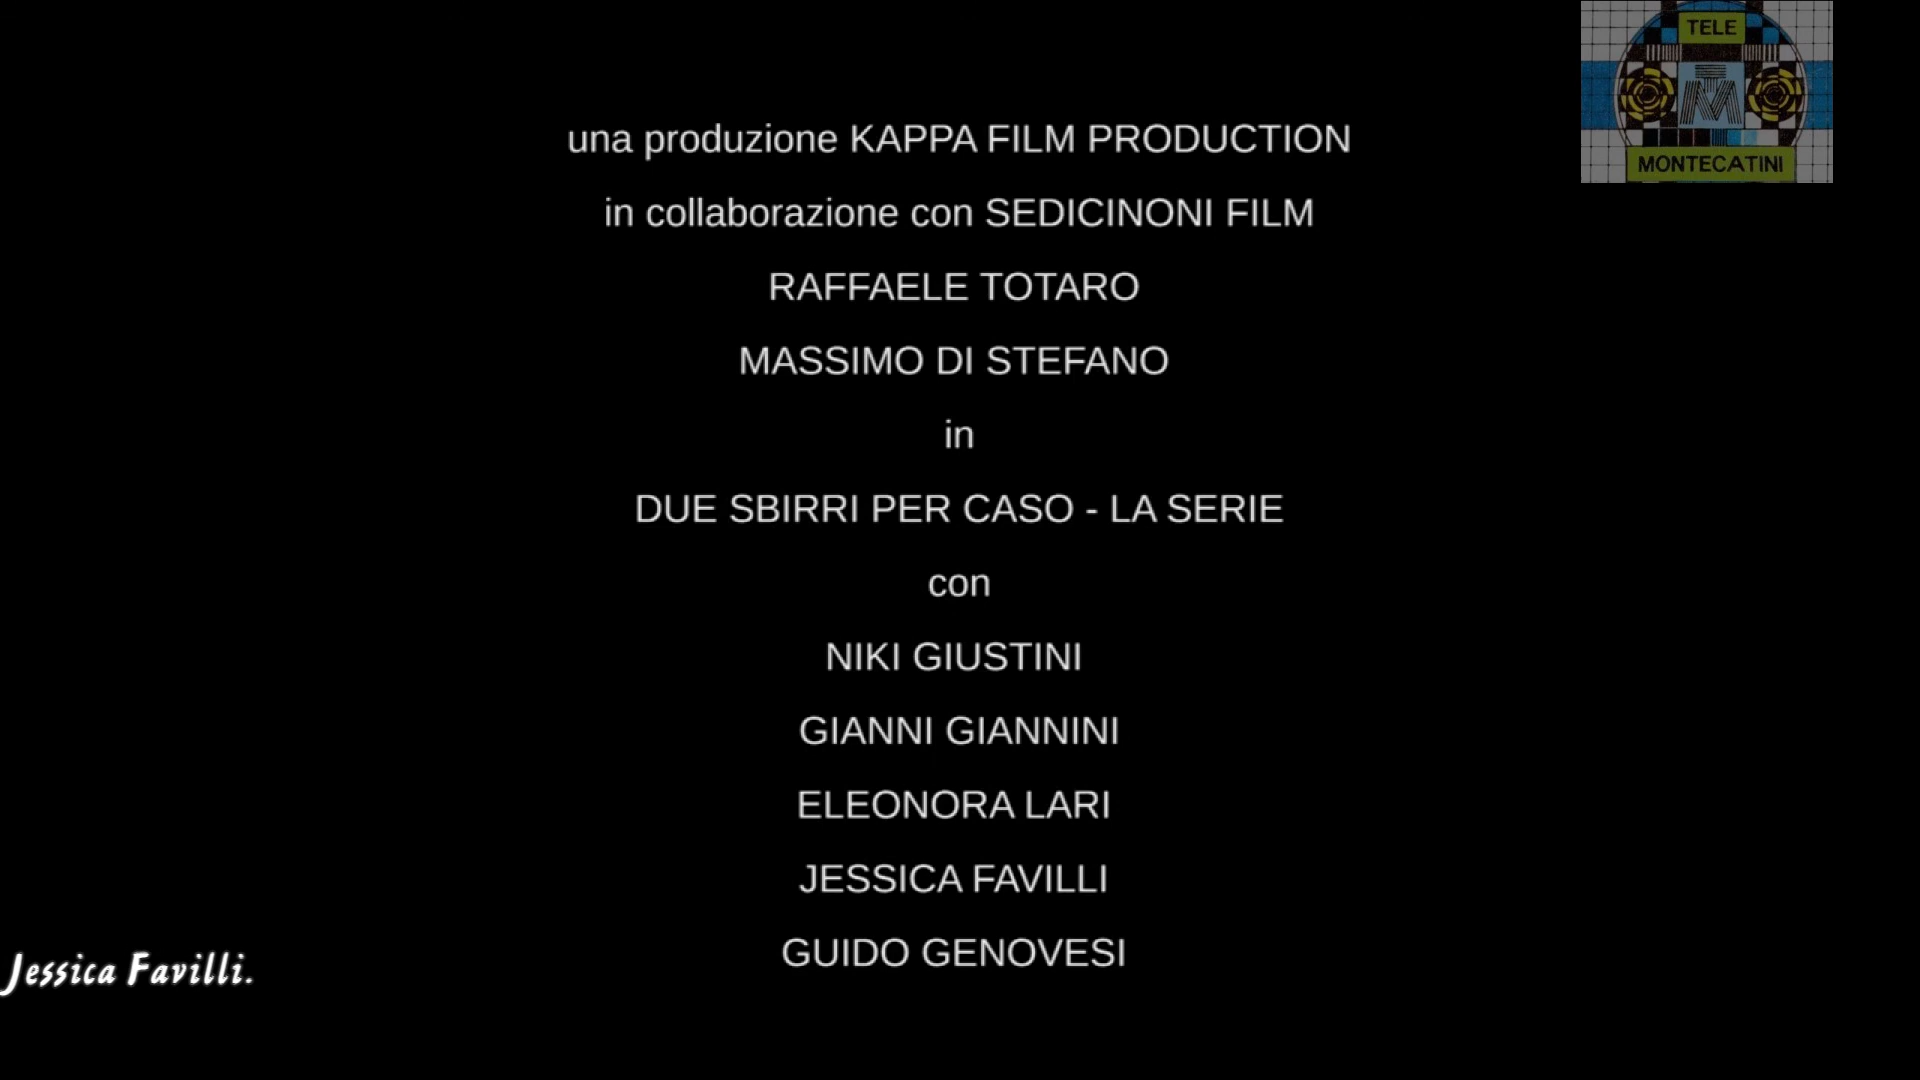 TELE
M
MONTECATINI
una produzione KAPPA FILM PRODUCTION
in collaborazione con SEDICINONI FILM
RAFFAELE TOTARO
MASSIMO DI STEFANO
in
DUE SBIRRI PER CASO - LA SERIE
con
NIKI GIUSTINI
GIANNI GIANNINI
ELEONORA LARI
JESSICA FAVILLI
GUIDO GENOVESI
Jessica Favilli.